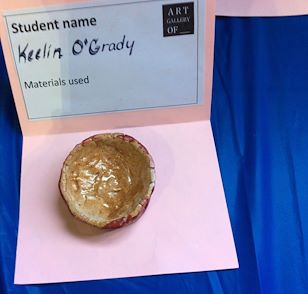 Student name
ART
GALLERY
OF
Keelin O'Grady
Materials used